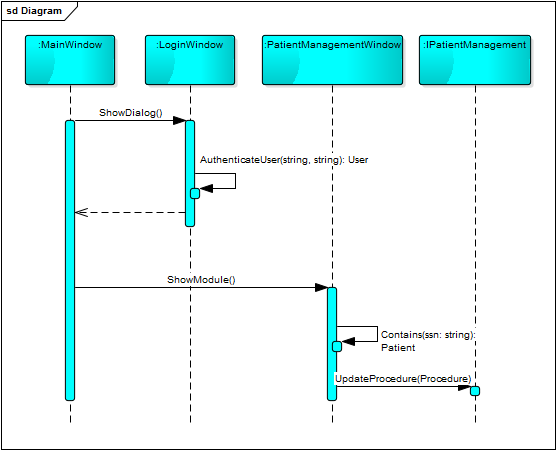 sd Diagram
:MainWindow
:LoginWindow
:PatientManagementWindow
:IPatientManagement
ShowDialog()
AuthenticateUser(string, string): User
ShowModule()
Contains(ssn: string):
Patient
UpdateProcedure(Procedure)